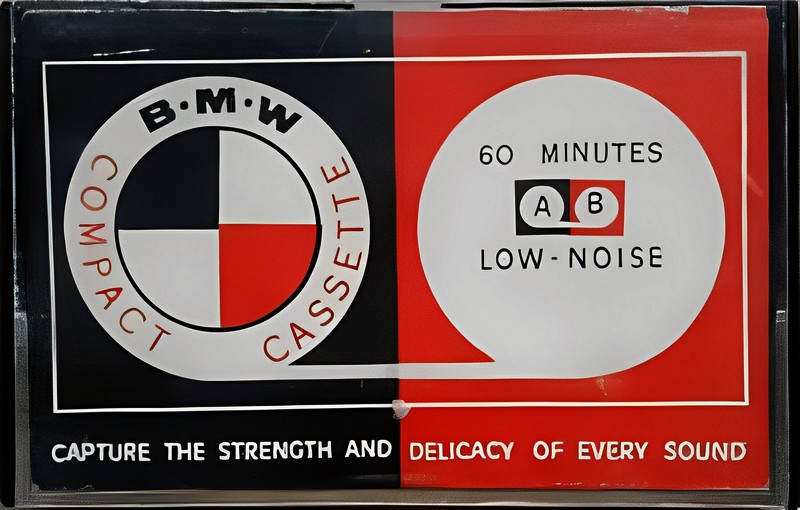 B·M·W
COMPACT CASSETTE
60 MINUTES
A B
LOW-NOISE
CAPTURE THE STRENGTH AND DELICACY OF EVERY SOUND